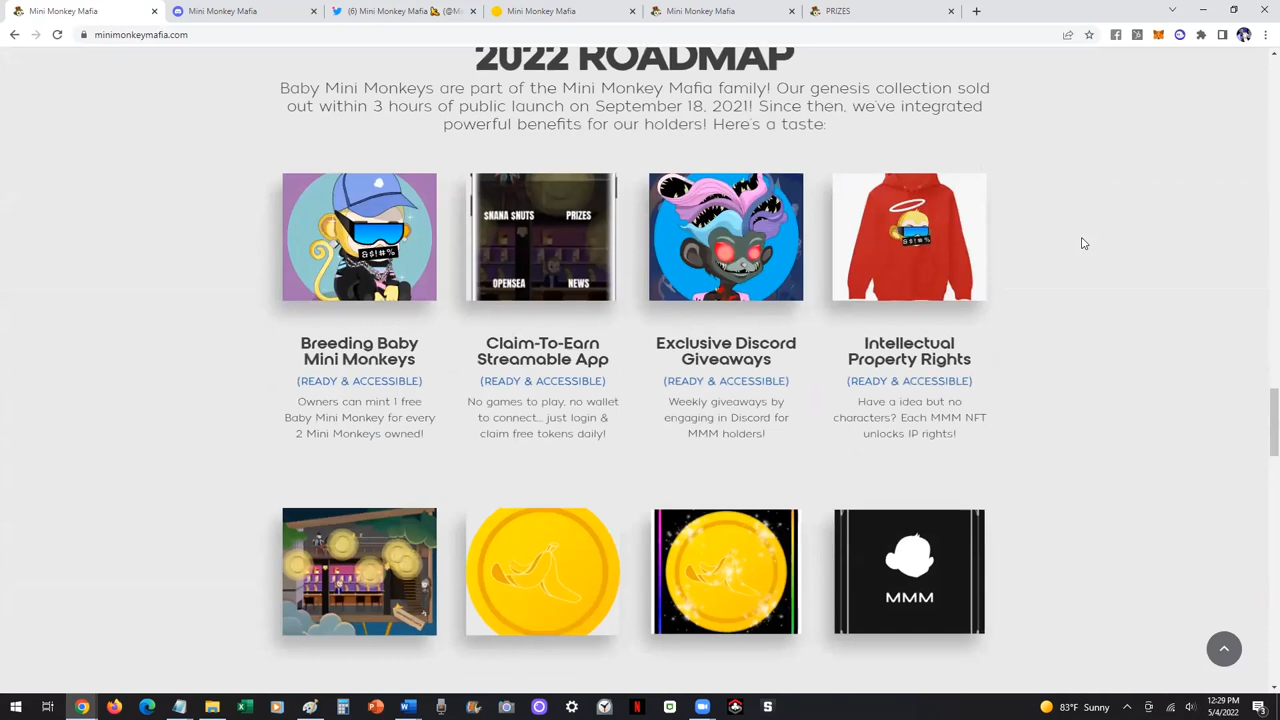 Mini Monkey Mafia
Mini Monkey Mafia
(6) Mini Monkey Mafia
Mini Monkey Mafia
Mini Monkey Mafia
PRIZES
minimonkeymafia.com
2022 ROADMAP
Baby Mini Monkeys are part of the Mini Monkey Mafia family! Our genesis collection sold
out within 3 hours of public launch on September 18, 2021! Since then, we've integrated
powerful benefits for our holders! Here's a taste:
&$!#%
$NANA $NUTS PRIZES
OPENSEA NEWS
&$!#%
Breeding Baby
Mini Monkeys
(READY & ACCESSIBLE)
Owners can mint 1 free
Baby Mini Monkey for every
2 Mini Monkeys owned!
Claim-To-Earn
Streamable App
(READY & ACCESSIBLE)
No games to play, no wallet
to connect... just login &
claim free tokens daily!
Exclusive Discord
Giveaways
(READY & ACCESSIBLE)
Weekly giveaways by
engaging in Discord for
MMM holders!
Intellectual
Property Rights
(READY & ACCESSIBLE)
Have a idea but no
characters? Each MMM NFT
unlocks IP rights!
MMM
83°F Sunny
12:29 PM
5/4/2022